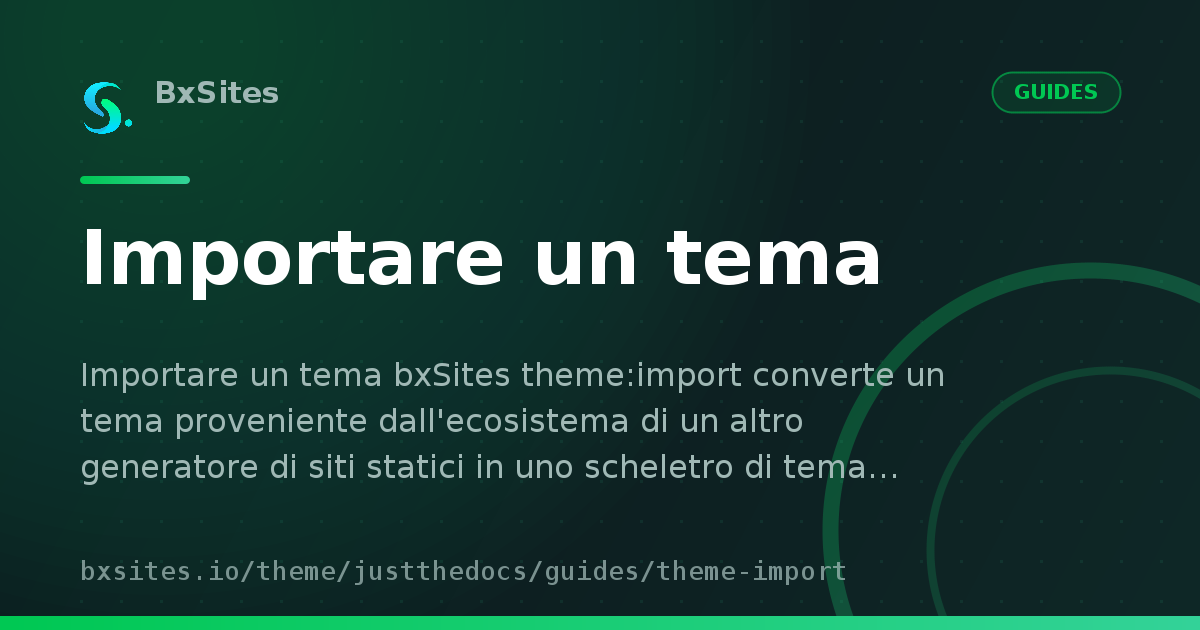 BxSites
GUIDES
Importare un tema
Importare un tema bxSites theme:import converte un
tema proveniente dall'ecosistema di un altro
generatore di siti statici in uno scheletro di tema...
bxsites.io/theme/justthedocs/guides/theme-import